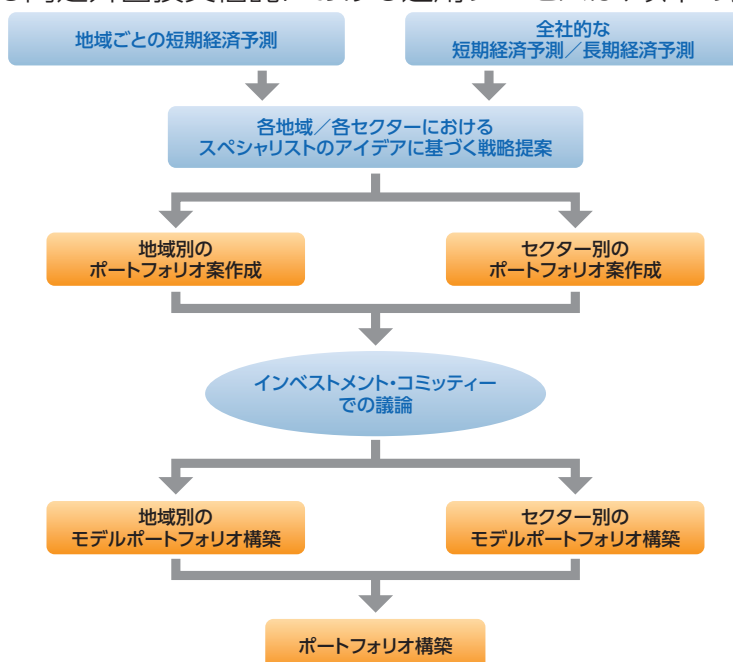 地域ごとの短期経済予測
全社的な
短期経済予測／長期経済予測
各地域／各セクターにおける
スペシャリストのアイデアに基づく戦略提案
地域別の
ポートフォリオ案作成
セクター別の
ポートフォリオ案作成
インベストメント・コミッティー
での議論
地域別の
モデルポートフォリオ構築
セクター別の
モデルポートフォリオ構築
ポートフォリオ構築